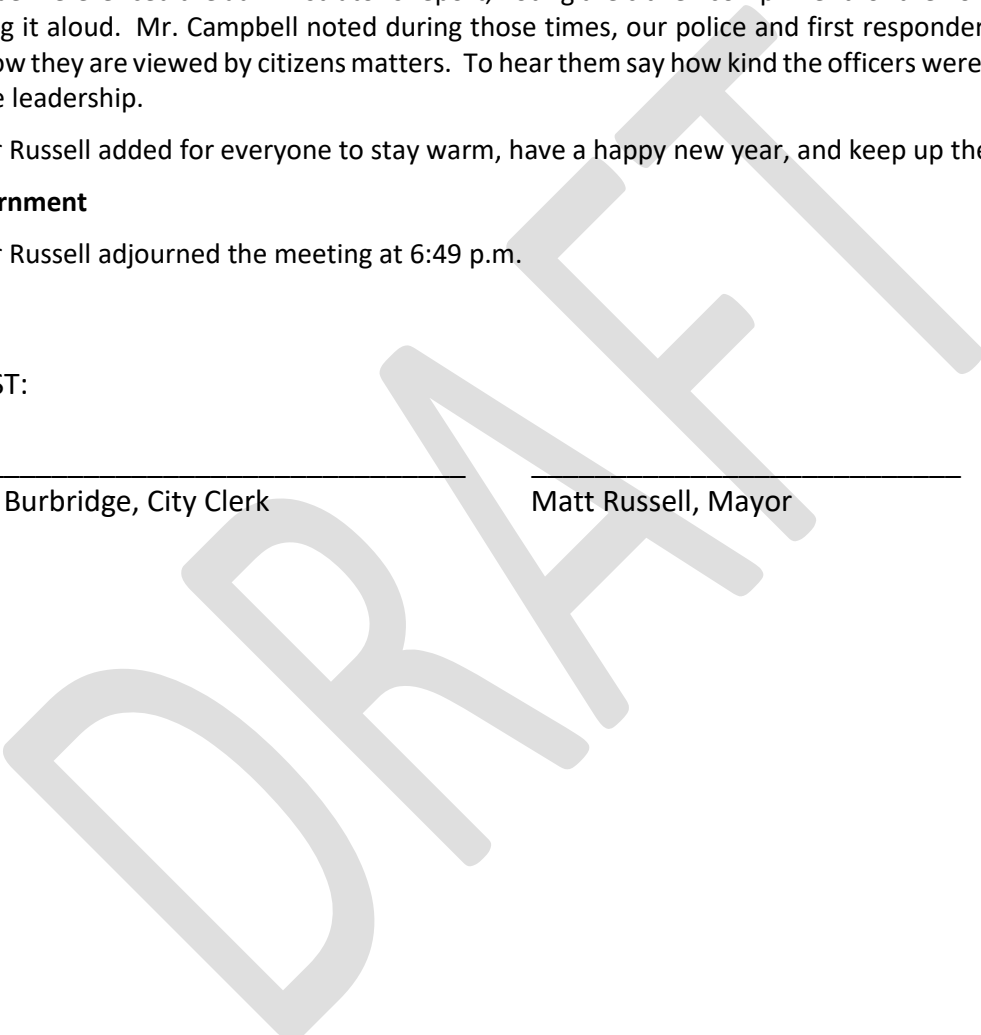 g it aloud. Mr. Campbell noted during those times, our police and first responder
ow they are viewed by citizens matters. To hear them say how kind the officers were
e leadership.
r Russell added for everyone to stay warm, have a happy new year, and keep up the
rnment
r Russell adjourned the meeting at 6:49 p.m.
ST:
Burbridge, City Clerk
Matt Russell, Mayor
DRAFT